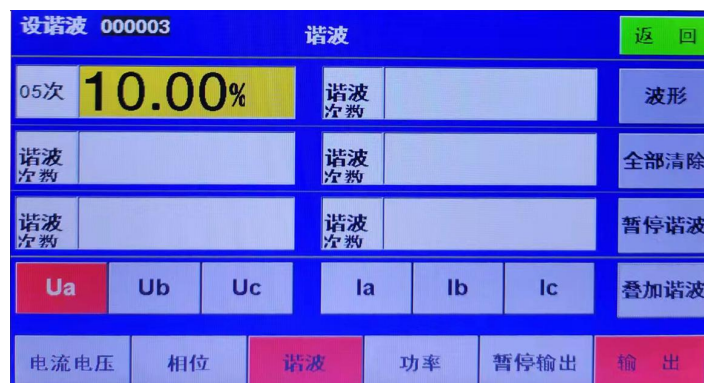 设谐波 000003
谐波
返 回
05次 10.00%
谐波次数
波形
谐波次数
谐波次数
全部清除
谐波次数
谐波次数
暂停谐波
Ua Ub Uc Ia Ib Ic
叠加谐波
电流电压 相位 谐波 功率 暂停输出 输 出